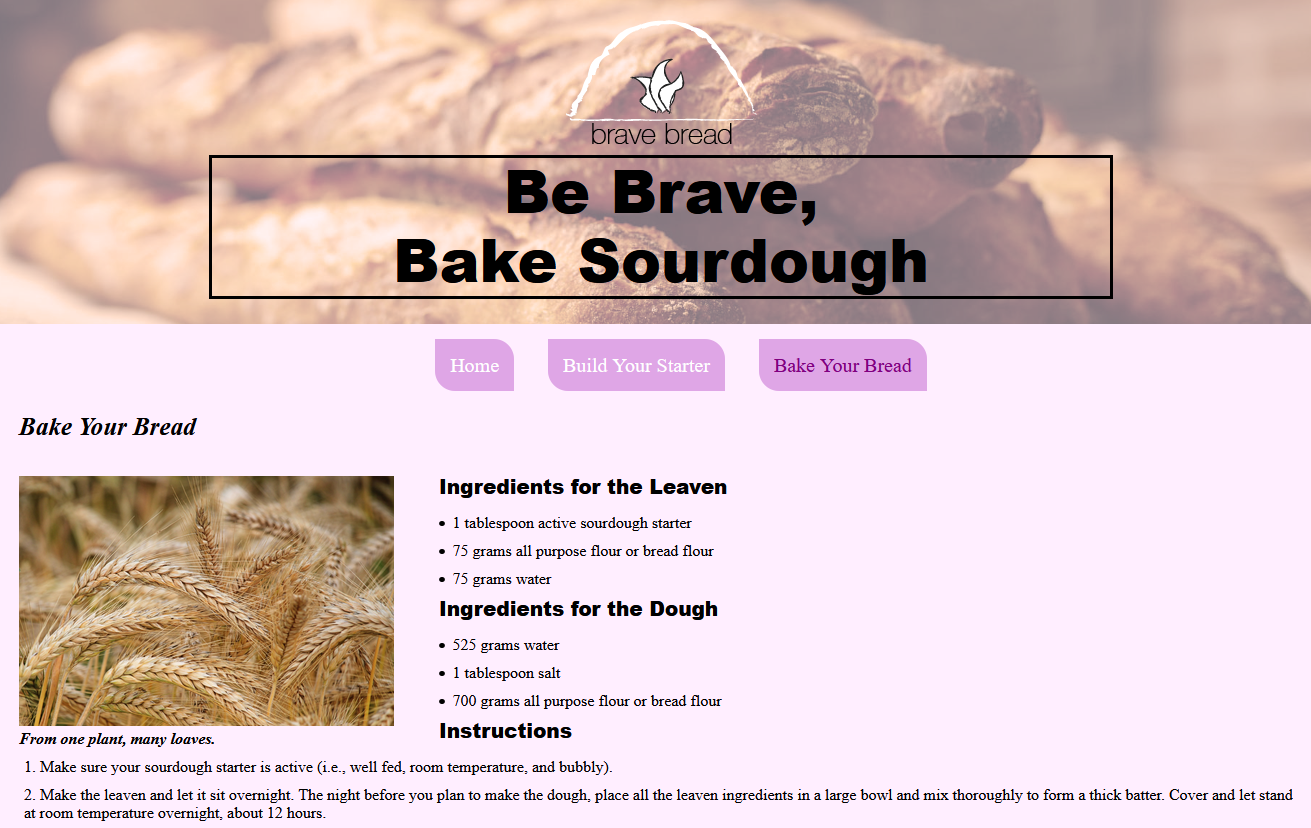 brave bread
Be Brave,
Bake Sourdough
Home
Build Your Starter
Bake Your Bread
Bake Your Bread
Ingredients for the Leaven
• 1 tablespoon active sourdough starter
• 75 grams all purpose flour or bread flour
• 75 grams water
Ingredients for the Dough
• 525 grams water
• 1 tablespoon salt
• 700 grams all purpose flour or bread flour
From one plant, many loaves.
Instructions
1. Make sure your sourdough starter is active (i.e., well fed, room temperature, and bubbly).
2. Make the leaven and let it sit overnight. The night before you plan to make the dough, place all the leaven ingredients in a large bowl and mix thoroughly to form a thick batter. Cover and let stand
at room temperature overnight, about 12 hours.